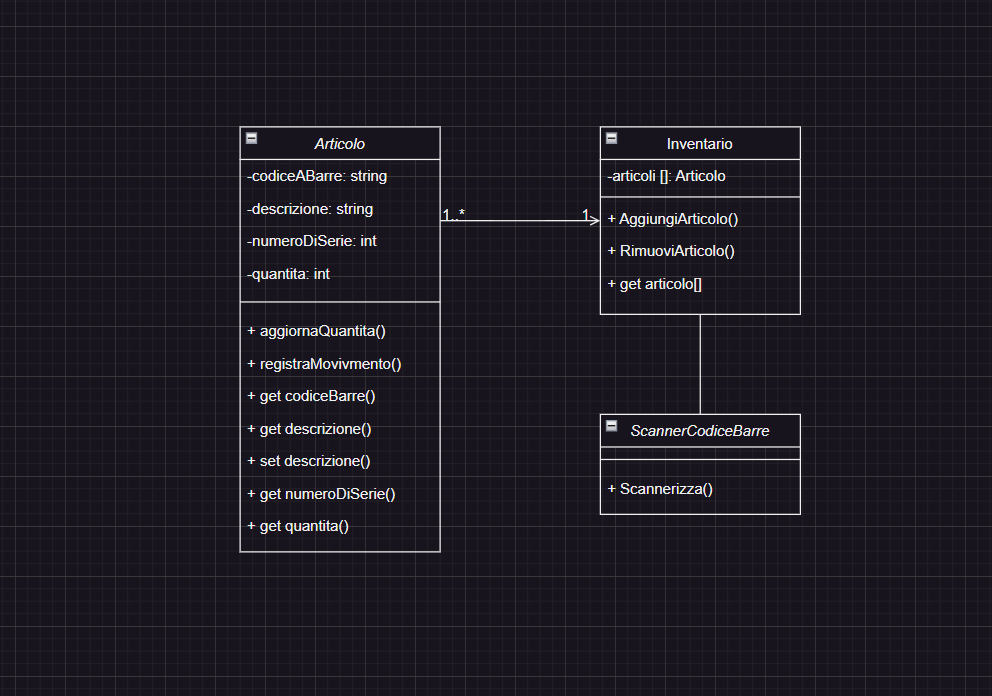 Articolo
-codiceABarre: string
-descrizione: string
-numeroDiSerie: int
-quantita: int
+ aggiornaQuantita()
+ registraMovivmento()
+ get codiceBarre()
+ get descrizione()
+ set descrizione()
+ get numeroDiSerie()
+ get quantita()
1..*
1
Inventario
-articoli []: Articolo
+ AggiungiArticolo()
+ RimuoviArticolo()
+ get articolo[]
ScannerCodiceBarre
+ Scannerizza()